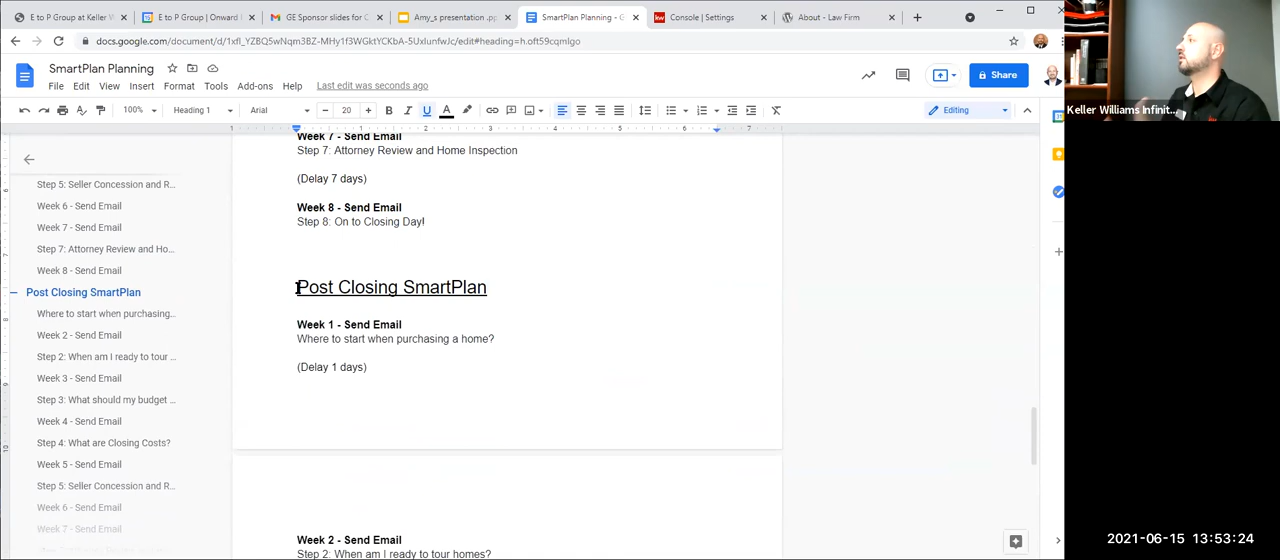 E to P Group at Keller W
E to P Group | Onward
GE Sponsor slides for C
Amy_s presentation .pp
SmartPlan Planning - G
Console | Settings
About - Law Firm
docs.google.com/document/d/
/edit#heading=h.oft59cqmlgo
SmartPlan Planning
File Edit View Insert Format Tools Add-ons Help
Last edit was seconds ago
Share
100% Heading 1 Arial 20 Editing
1 1 2 3 4 5 6 7
Step 5: Seller Concession and R...
Week 6 - Send Email
Week 7 - Send Email
Step 7: Attorney Review and Ho...
Week 8 - Send Email
Post Closing SmartPlan
Where to start when purchasing...
Week 2 - Send Email
Step 2: When am I ready to tour ...
Week 3 - Send Email
Step 3: What should my budget ...
Week 4 - Send Email
Step 4: What are Closing Costs?
Week 5 - Send Email
Step 5: Seller Concession and R...
Week 6 - Send Email
Week 7 - Send Email
Week 7 - Send Email
Step 7: Attorney Review and Home Inspection
(Delay 7 days)
Week 8 - Send Email
Step 8: On to Closing Day!
Post Closing SmartPlan
Week 1 - Send Email
Where to start when purchasing a home?
(Delay 1 days)
Week 2 - Send Email
Step 2: When am I ready to tour homes?
Keller Williams Infinit...
2021-06-15 13:53:24